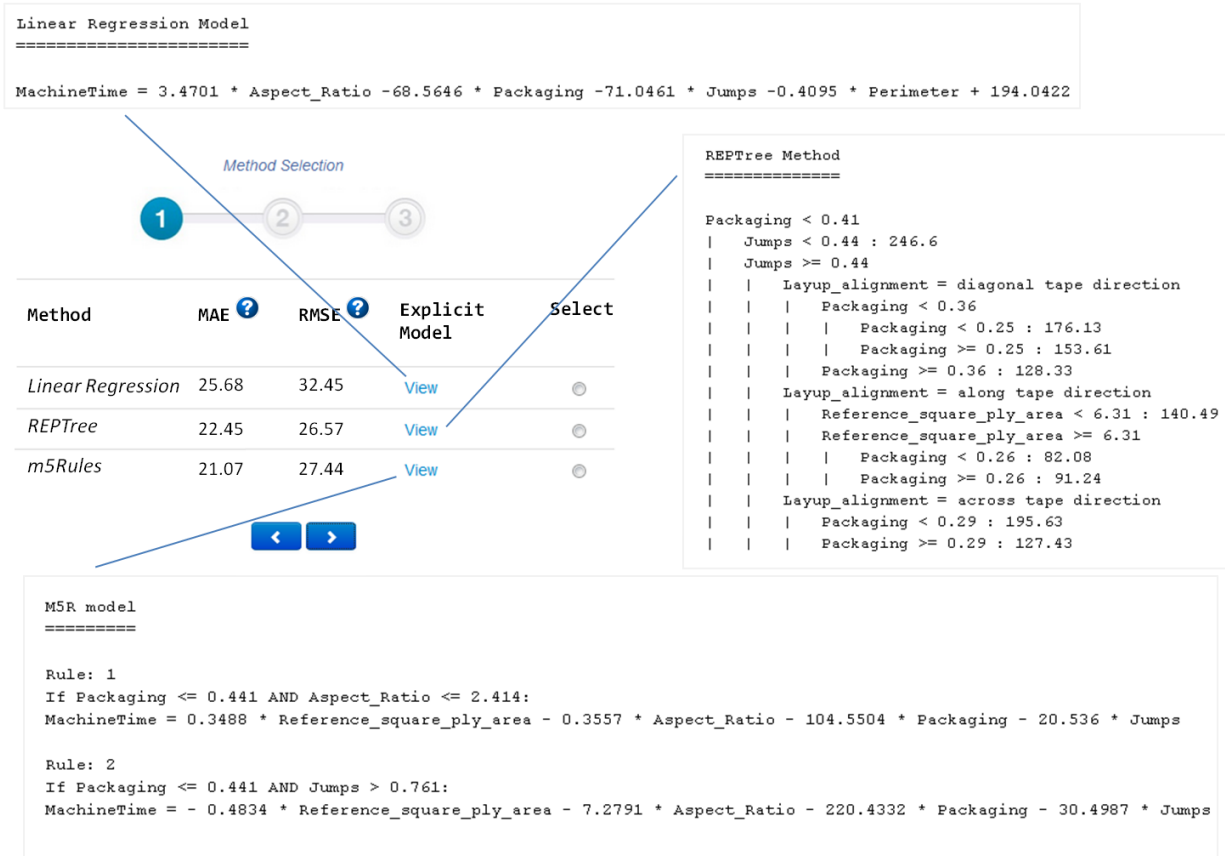 Linear Regression Model
=======================
MachineTime = 3.4701 * Aspect_Ratio -68.5646 * Packaging -71.0461 * Jumps -0.4095 * Perimeter + 194.0422
Method Selection
1 2 3
Method MAE ? RMSE ? Explicit Model Select
Linear Regression 25.68 32.45 View
REPTree 22.45 26.57 View
m5Rules 21.07 27.44 View
< >
REPTree Method
==============
Packaging < 0.41
| Jumps < 0.44 : 246.6
| Jumps >= 0.44
| | Layup_alignment = diagonal tape direction
| | | Packaging < 0.36
| | | | Packaging < 0.25 : 176.13
| | | | Packaging >= 0.25 : 153.61
| | | Packaging >= 0.36 : 128.33
| | Layup_alignment = along tape direction
| | | Reference_square_ply_area < 6.31 : 140.49
| | | Reference_square_ply_area >= 6.31
| | | | Packaging < 0.26 : 82.08
| | | | Packaging >= 0.26 : 91.24
| | Layup_alignment = across tape direction
| | | Packaging < 0.29 : 195.63
| | | Packaging >= 0.29 : 127.43
M5R model
=========
Rule: 1
If Packaging <= 0.441 AND Aspect_Ratio <= 2.414:
MachineTime = 0.3488 * Reference_square_ply_area - 0.3557 * Aspect_Ratio - 104.5504 * Packaging - 20.536 * Jumps
Rule: 2
If Packaging <= 0.441 AND Jumps > 0.761:
MachineTime = - 0.4834 * Reference_square_ply_area - 7.2791 * Aspect_Ratio - 220.4332 * Packaging - 30.4987 * Jumps